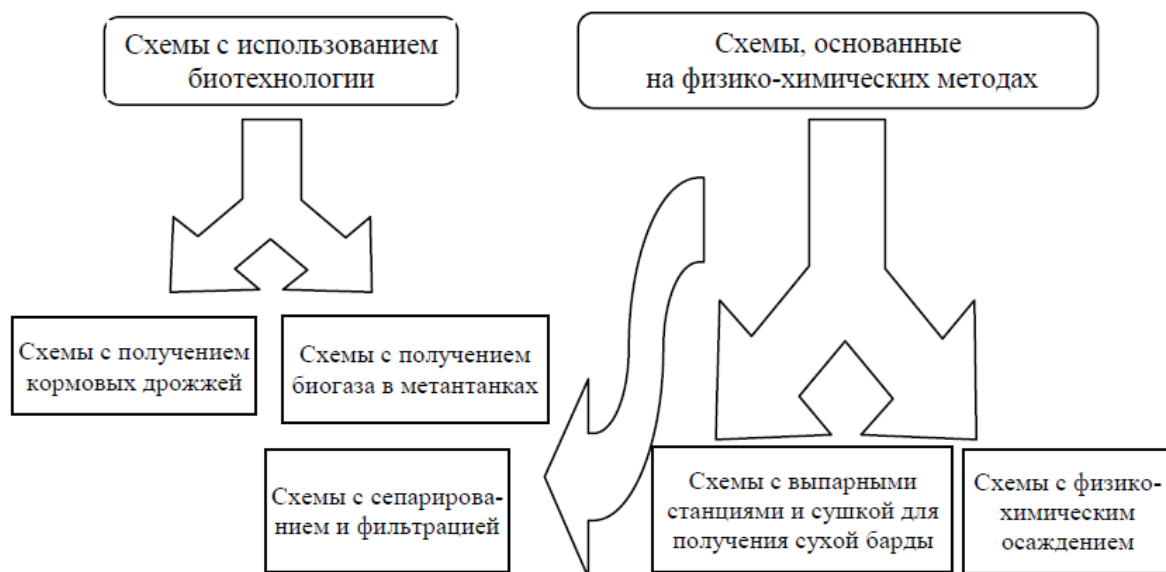 Схемы с использованием
биотехнологии
Схемы, основанные
на физико-химических методах
Схемы с получением
кормовых дрожжей
Схемы с получением
биогаза в метантанках
Схемы с сепарирова-
нием и фильтрацией
Схемы с выпарными
станциями и сушкой для
получения сухой барды
Схемы с физико-
химическим
осаждением